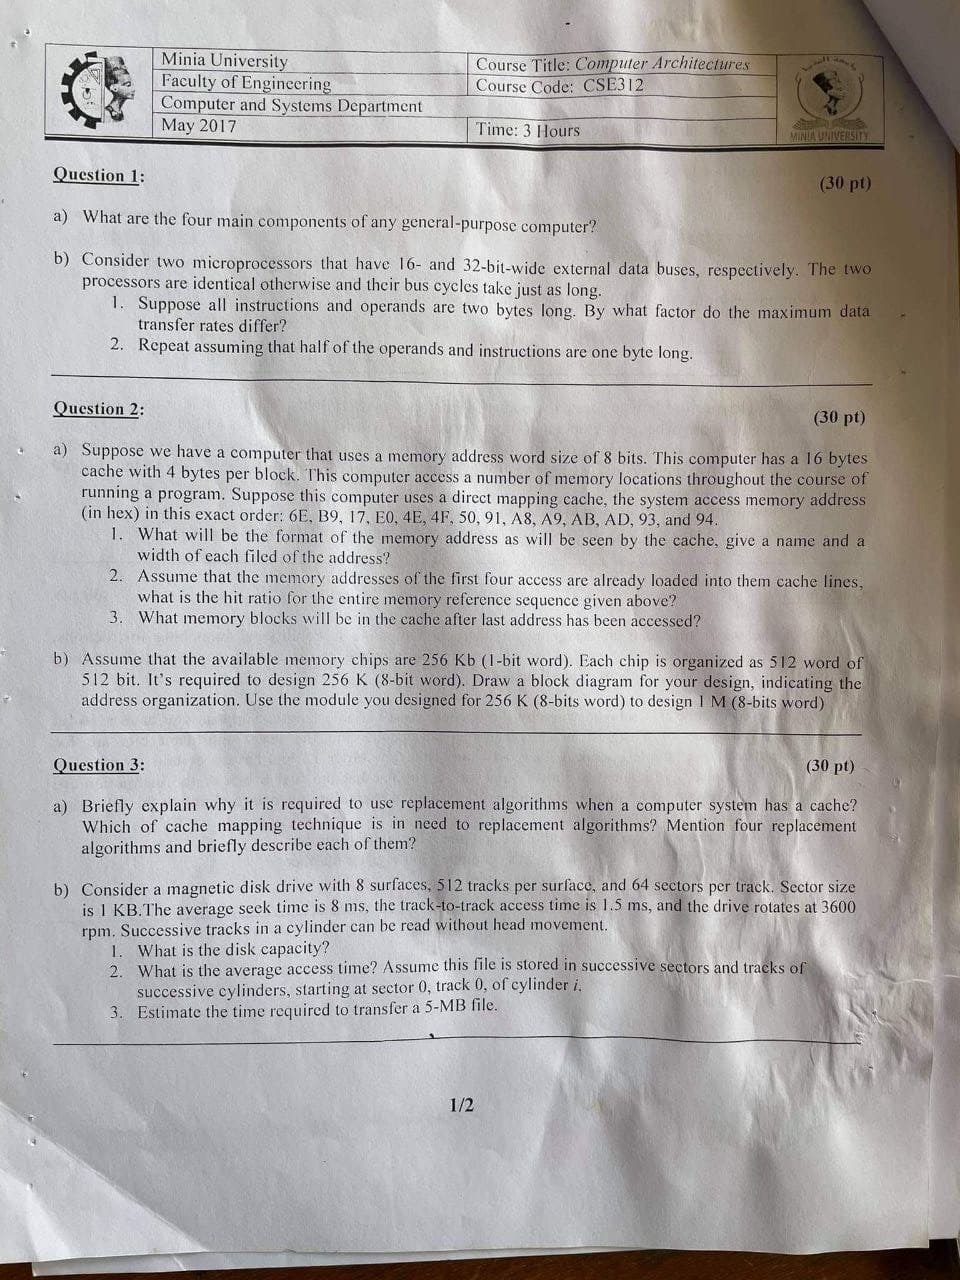 Minia University
Faculty of Engineering
Computer and Systems Department
May 2017
Course Title: Computer Architectures
Course Code: CSE312
Time: 3 Hours
MINIA UNIVERSITY
Question 1:
(30 pt)
a) What are the four main components of any general-purpose computer?
b) Consider two microprocessors that have 16- and 32-bit-wide external data buses, respectively. The two
processors are identical otherwise and their bus cycles take just as long.
1. Suppose all instructions and operands are two bytes long. By what factor do the maximum data
transfer rates differ?
2. Repeat assuming that half of the operands and instructions are one byte long.
Question 2:
(30 pt)
a) Suppose we have a computer that uses a memory address word size of 8 bits. This computer has a 16 bytes
cache with 4 bytes per block. This computer access a number of memory locations throughout the course of
running a program. Suppose this computer uses a direct mapping cache, the system access memory address
(in hex) in this exact order: 6E, B9, 17, E0, 4E, 4F, 50, 91, A8, A9, AB, AD, 93, and 94.
1. What will be the format of the memory address as will be seen by the cache, give a name and a
width of each filed of the address?
2. Assume that the memory addresses of the first four access are already loaded into them cache lines,
what is the hit ratio for the entire memory reference sequence given above?
3. What memory blocks will be in the cache after last address has been accessed?
b) Assume that the available memory chips are 256 Kb (1-bit word). Each chip is organized as 512 word of
512 bit. It's required to design 256 K (8-bit word). Draw a block diagram for your design, indicating the
address organization. Use the module you designed for 256 K (8-bits word) to design 1 M (8-bits word)
Question 3:
(30 pt)
a) Briefly explain why it is required to use replacement algorithms when a computer system has a cache?
Which of cache mapping technique is in need to replacement algorithms? Mention four replacement
algorithms and briefly describe each of them?
b) Consider a magnetic disk drive with 8 surfaces, 512 tracks per surface, and 64 sectors per track. Sector size
is 1 KB.The average seek time is 8 ms, the track-to-track access time is 1.5 ms, and the drive rotates at 3600
rpm. Successive tracks in a cylinder can be read without head movement.
1. What is the disk capacity?
2. What is the average access time? Assume this file is stored in successive sectors and tracks of
successive cylinders, starting at sector 0, track 0, of cylinder i.
3. Estimate the time required to transfer a 5-MB file.
1/2